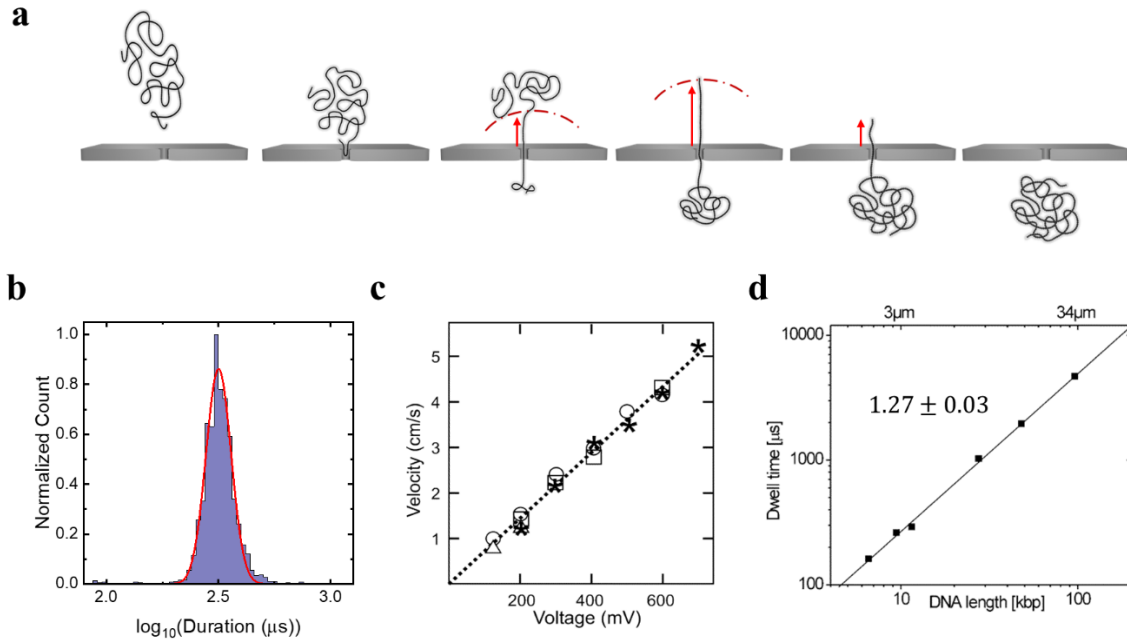 a
b
Normalized Count
1.0
0.8
0.6
0.4
0.2
0.0
2.0 2.5 3.0
log₁₀(Duration (μs))
c
Velocity (cm/s)
5
4
3
2
1
200 400 600
Voltage (mV)
d
3μm 34μm
Dwell time [μs]
10000
1000
100
1.27 ± 0.03
10 100
DNA length [kbp]